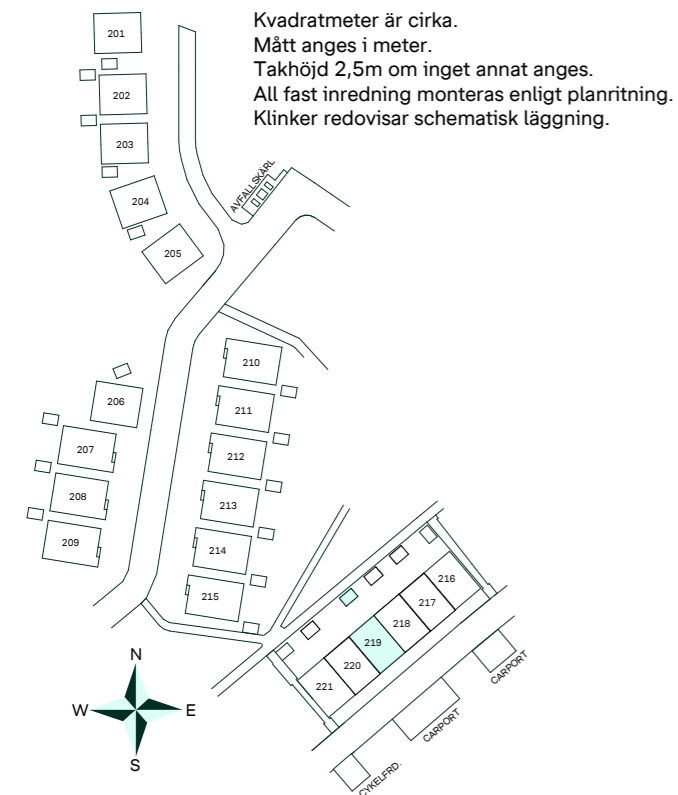 Kvadratmeter är cirka.
Mått anges i meter.
Takhöjd 2,5m om inget annat anges.
All fast inredning monteras enligt planritning.
Klinker redovisar schematisk läggning.
201
202
203
204
205
AVFALLSKÄRL
210
206
211
207
212
208
213
209
214
215
216
217
218
219
220
221
N
W
E
S
CARPORT
CARPORT
CYKELFRD.